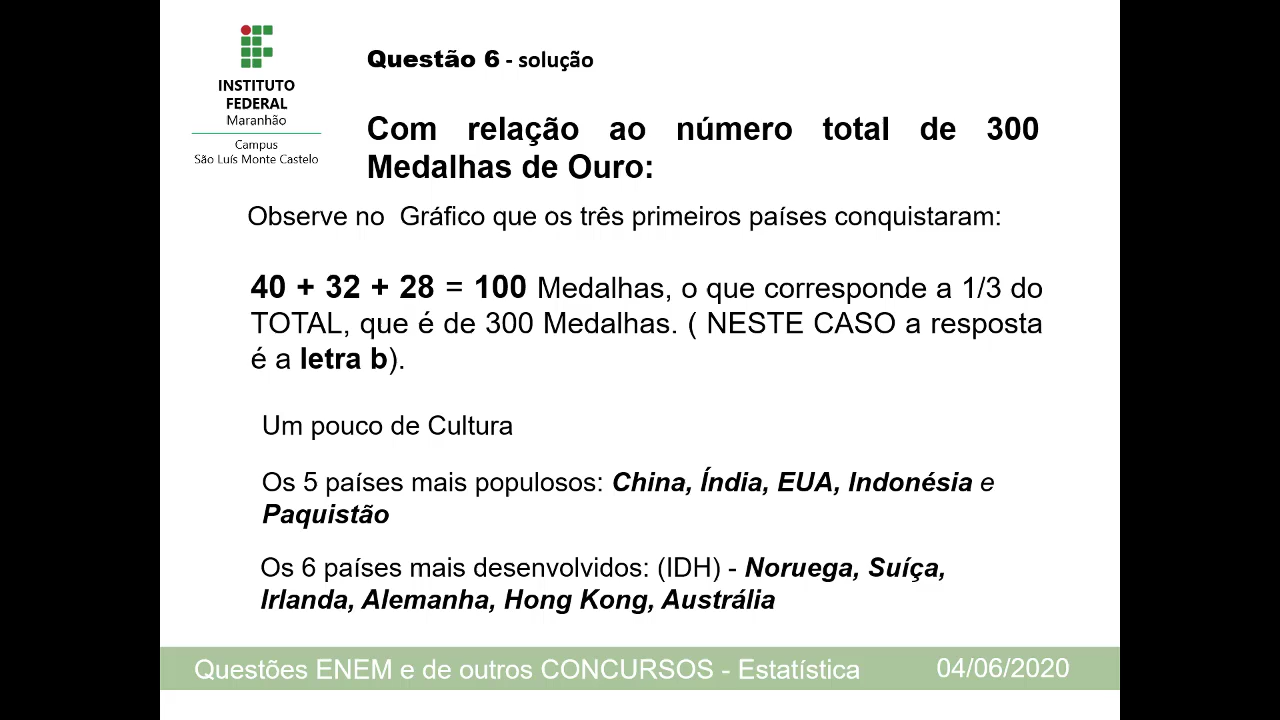 INSTITUTO
FEDERAL
Maranhão
Campus
São Luís Monte Castelo
Questão 6 - solução
Com relação ao número total de 300
Medalhas de Ouro:
Observe no Gráfico que os três primeiros países conquistaram:
40 + 32 + 28 = 100 Medalhas, o que corresponde a 1/3 do
TOTAL, que é de 300 Medalhas. ( NESTE CASO a resposta
é a letra b).
Um pouco de Cultura
Os 5 países mais populosos: China, Índia, EUA, Indonésia e
Paquistão
Os 6 países mais desenvolvidos: (IDH) - Noruega, Suíça,
Irlanda, Alemanha, Hong Kong, Austrália
Questões ENEM e de outros CONCURSOS - Estatística
04/06/2020